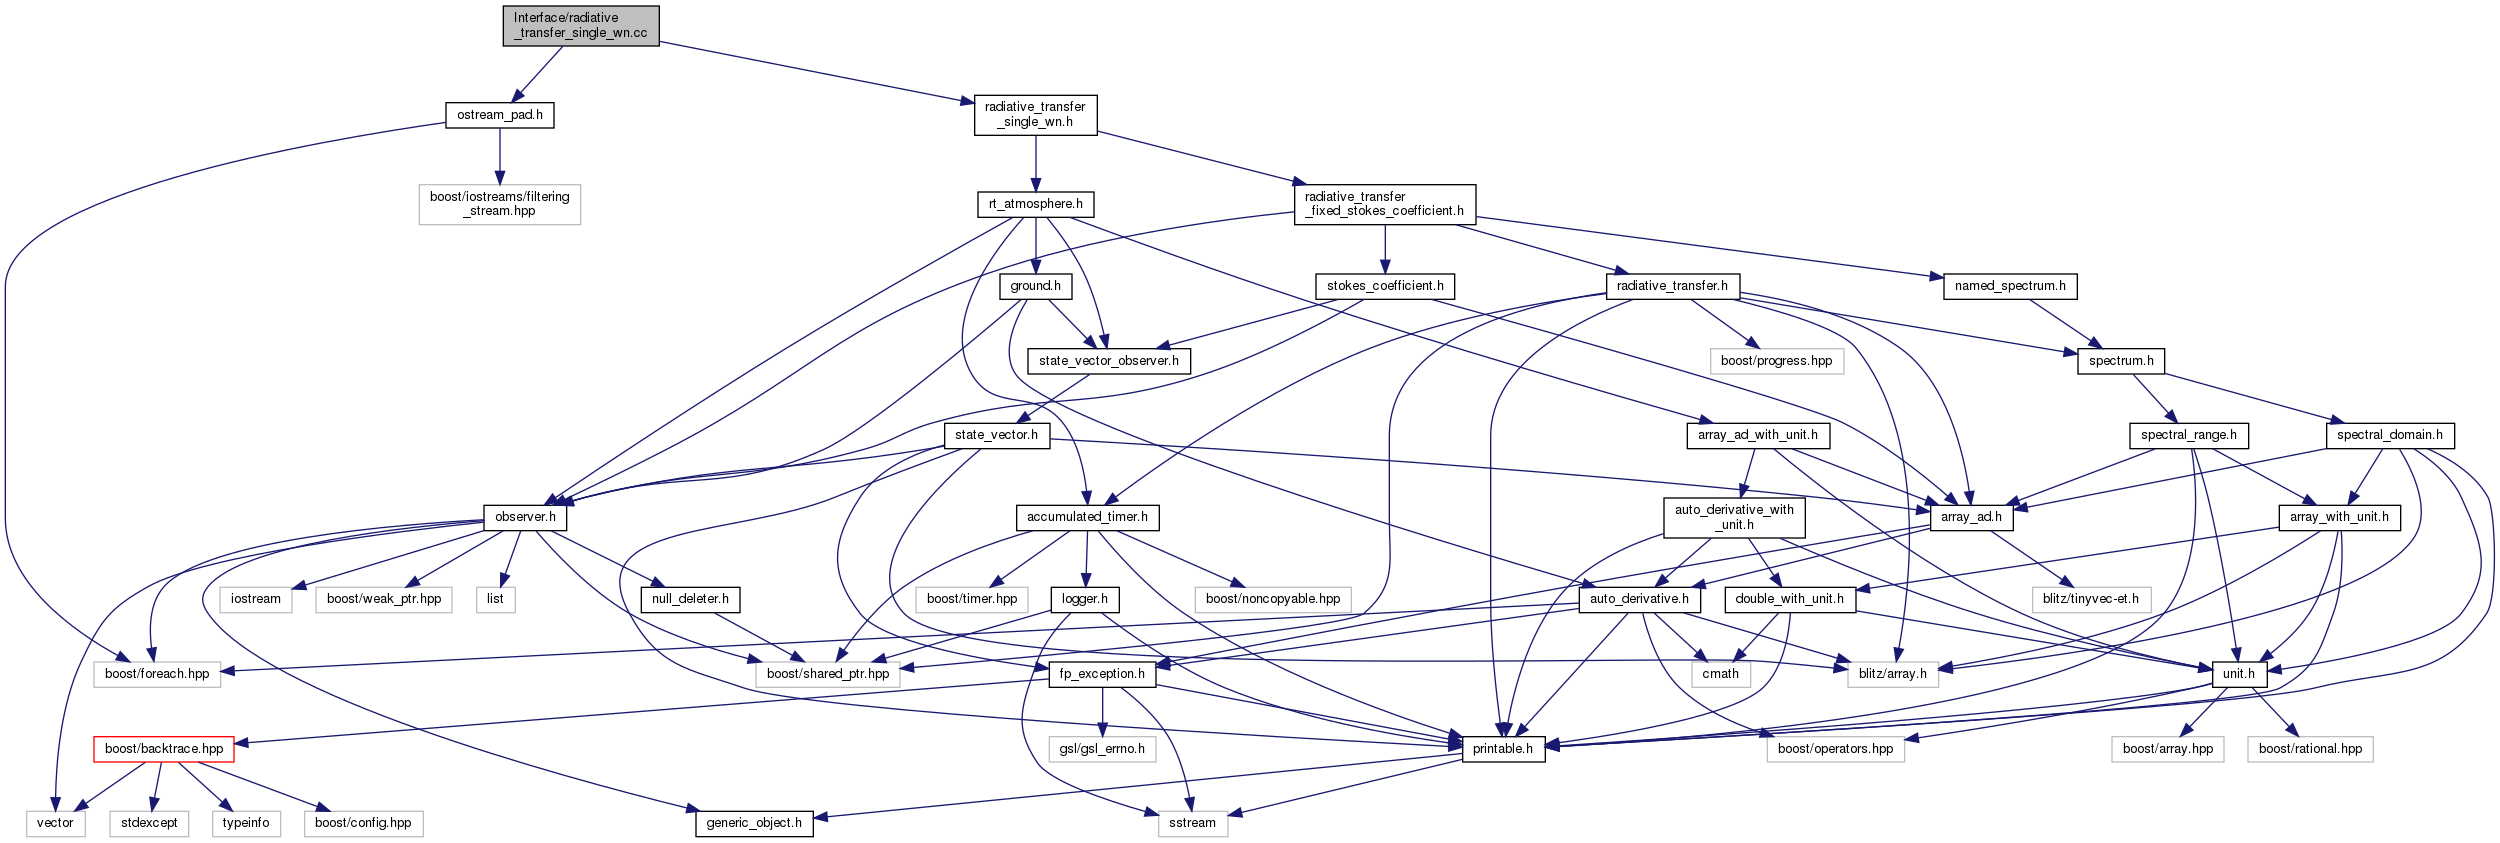 Interface/radiative
_transfer_single_wn.cc
ostream_pad.h
radiative_transfer
_single_wn.h
boost/iostreams/filtering
_stream.hpp
rt_atmosphere.h
radiative_transfer
_fixed_stokes_coefficient.h
ground.h
stokes_coefficient.h
radiative_transfer.h
named_spectrum.h
state_vector_observer.h
boost/progress.hpp
spectrum.h
state_vector.h
array_ad_with_unit.h
spectral_range.h
spectral_domain.h
observer.h
accumulated_timer.h
auto_derivative_with
_unit.h
array_ad.h
array_with_unit.h
iostream
boost/weak_ptr.hpp
list
null_deleter.h
boost/timer.hpp
logger.h
boost/noncopyable.hpp
auto_derivative.h
double_with_unit.h
blitz/tinyvec-et.h
boost/foreach.hpp
boost/shared_ptr.hpp
fp_exception.h
cmath
blitz/array.h
unit.h
boost/backtrace.hpp
gsl/gsl_errno.h
printable.h
boost/operators.hpp
boost/array.hpp
boost/rational.hpp
vector
stdexcept
typeinfo
boost/config.hpp
generic_object.h
sstream